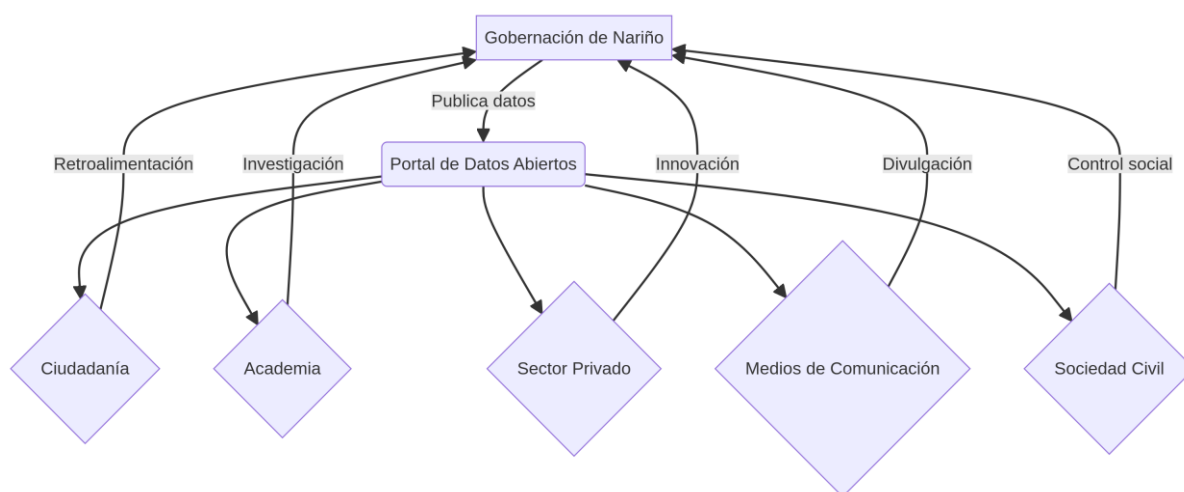 Gobernación de Nariño
Publica datos
Portal de Datos Abiertos
Retroalimentación
Investigación
Innovación
Divulgación
Control social
Ciudadanía
Academia
Sector Privado
Medios de Comunicación
Sociedad Civil